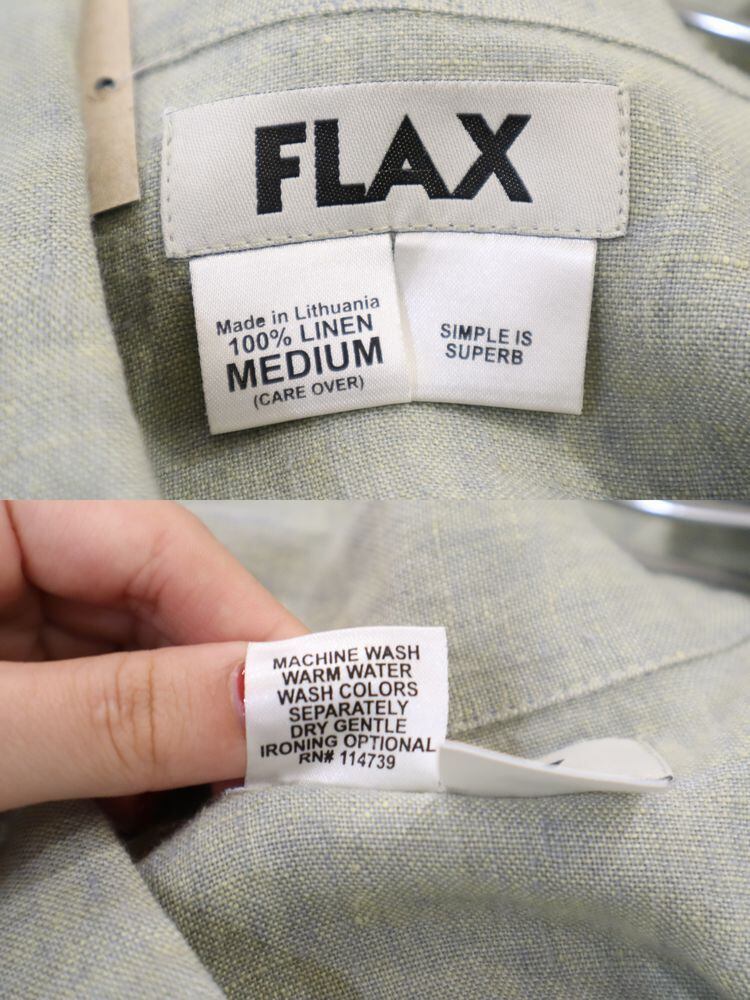 FLAX
Made in Lithuania
100% LINEN
MEDIUM
(CARE OVER)
SIMPLE IS
SUPERB
MACHINE WASH
WARM WATER
WASH COLORS
SEPARATELY
DRY GENTLE
IRONING OPTIONAL
RN# 114739